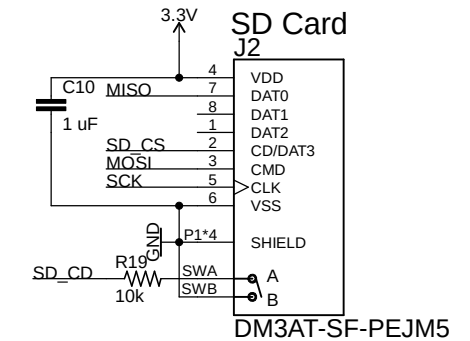 3.3V
SD Card
J2
4 VDD
C10
MISO 7 DAT0
8 DAT1
1 uF
1 DAT2
SD_CS 2 CD/DAT3
MOSI 3 CMD
SCK 5 CLK
6 VSS
GND
P1*4 SHIELD
R19
SWA A
SD_CD
10k
SWB B
DM3AT-SF-PEJM5